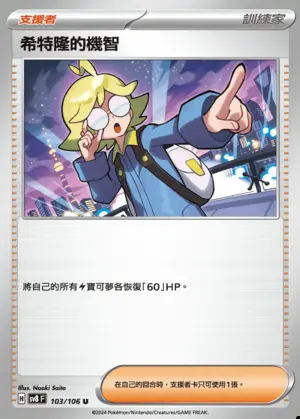 支援者
訓練家
希特隆的機智
將自己的所有⚡寶可夢各恢復「60」HP。
Illus. Naoki Saito
H SV8 F 103/106 U
在自己的回合時,支援者卡只可使用1張。
©2024 Pokémon/Nintendo/Creatures/GAME FREAK.